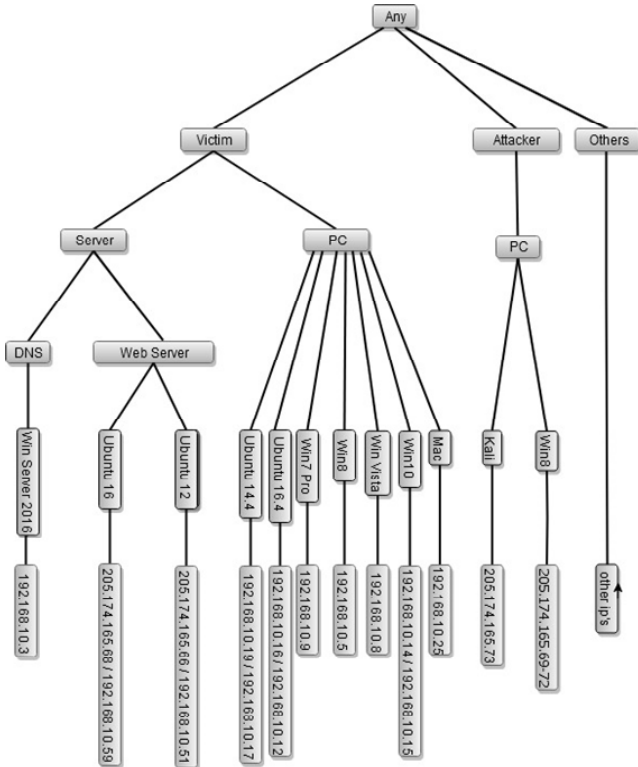 Any
Victim
Attacker
Others
Server
PC
PC
DNS
Web Server
Win Server 2016
Ubuntu 16
Ubuntu 12
Ubuntu 14.4
Ubuntu 16.4
Win7 Pro
Win8
Win Vista
Win10
Mac
Kali
Win8
192.168.10.3
205.174.165.68 / 192.168.10.59
205.174.165.66 / 192.168.10.51
192.168.10.19 / 192.168.10.17
192.168.10.16 / 192.168.10.12
192.168.10.9
192.168.10.5
192.168.10.8
192.168.10.14 / 192.168.10.15
192.168.10.25
205.174.165.73
205.174.165.69-72
other ip's